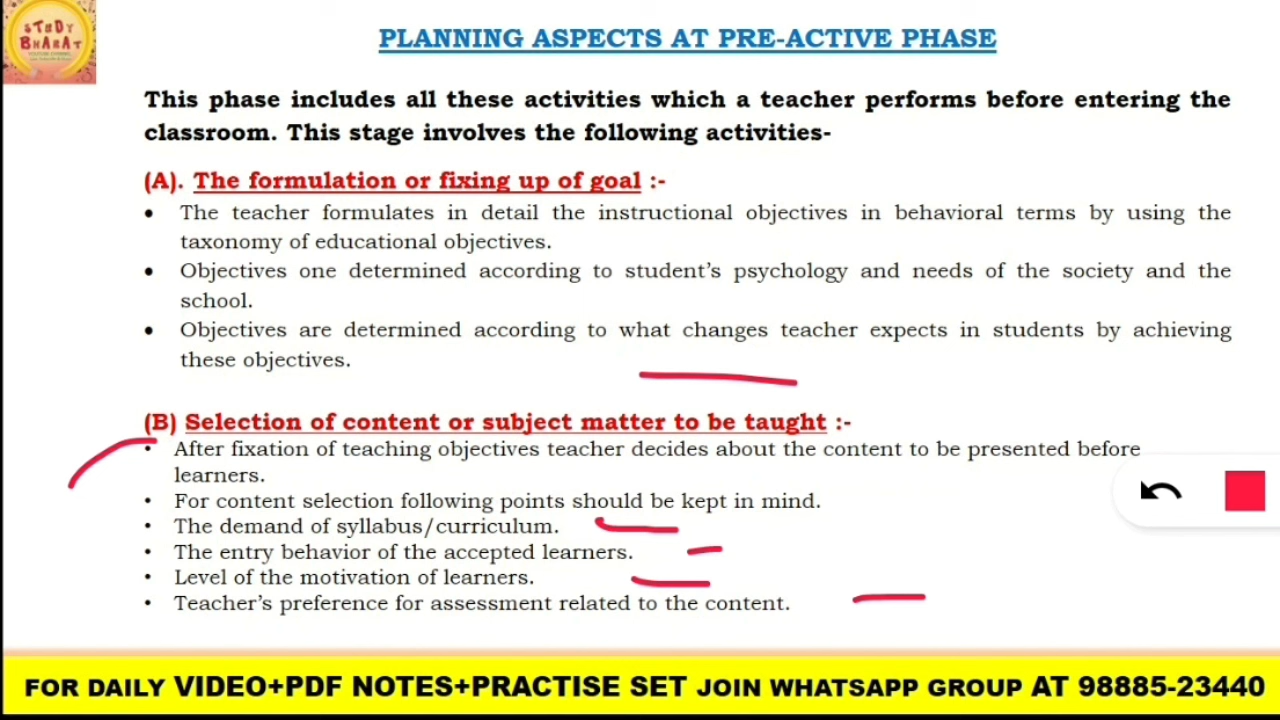 STUDY
BHARAT
PLANNING ASPECTS AT PRE-ACTIVE PHASE
This phase includes all these activities which a teacher performs before entering the
classroom. This stage involves the following activities-
(A). The formulation or fixing up of goal :-
• The teacher formulates in detail the instructional objectives in behavioral terms by using the
taxonomy of educational objectives.
• Objectives one determined according to student's psychology and needs of the society and the
school.
• Objectives are determined according to what changes teacher expects in students by achieving
these objectives.
(B) Selection of content or subject matter to be taught :-
• After fixation of teaching objectives teacher decides about the content to be presented before
learners.
• For content selection following points should be kept in mind.
• The demand of syllabus/curriculum.
• The entry behavior of the accepted learners.
• Level of the motivation of learners.
• Teacher's preference for assessment related to the content.
FOR DAILY VIDEO+PDF NOTES+PRACTISE SET JOIN WHATSAPP GROUP AT 98885-23440